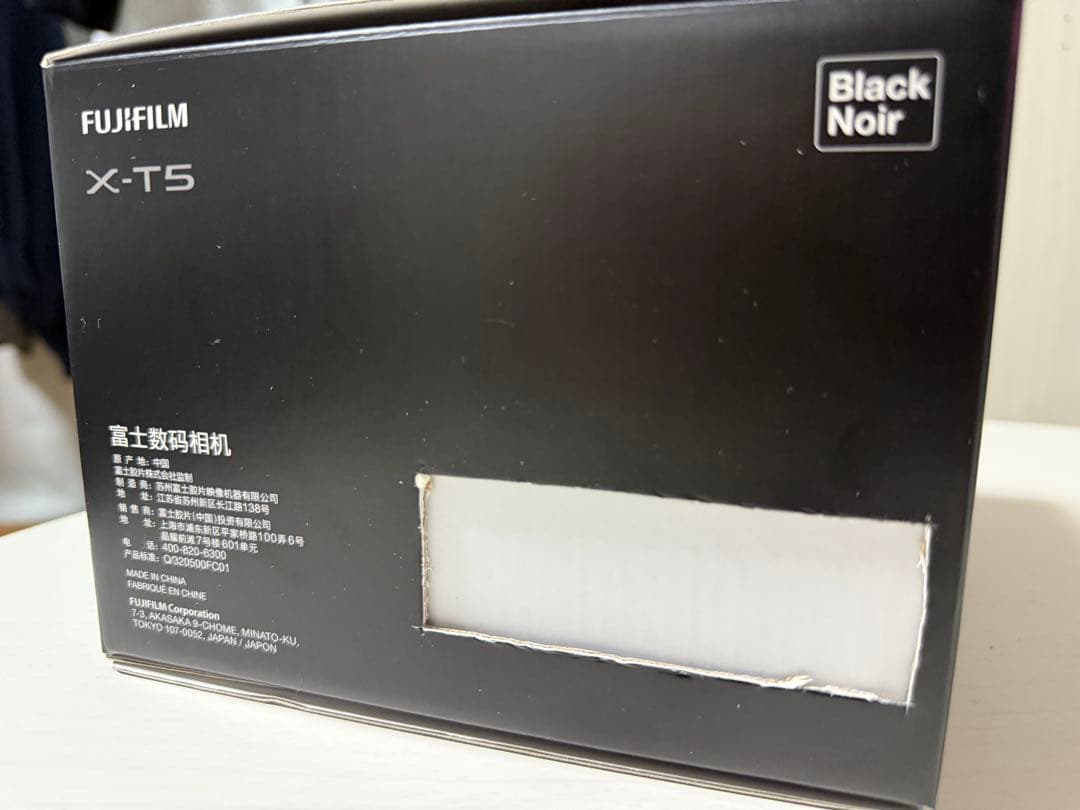 FUJIFILM
X-T5
Black
Noir
富士数码相机
原 产 地: 中国
富士胶片株式会社监制
制 造 商: 苏州富士胶片映像机器有限公司
地 址: 江苏省苏州新区长江路138号
销 售 商: 富士胶片(中国)投资有限公司
地 址: 上海市浦东新区平家桥路100弄6号
晶耀前滩7号楼601单元
电 话: 400-820-6300
产品标准: Q/320500FC01
MADE IN CHINA
FABRIQUÉ EN CHINE
FUJIFILM Corporation
7-3, AKASAKA 9-CHOME, MINATO-KU,
TOKYO 107-0052, JAPAN / JAPON